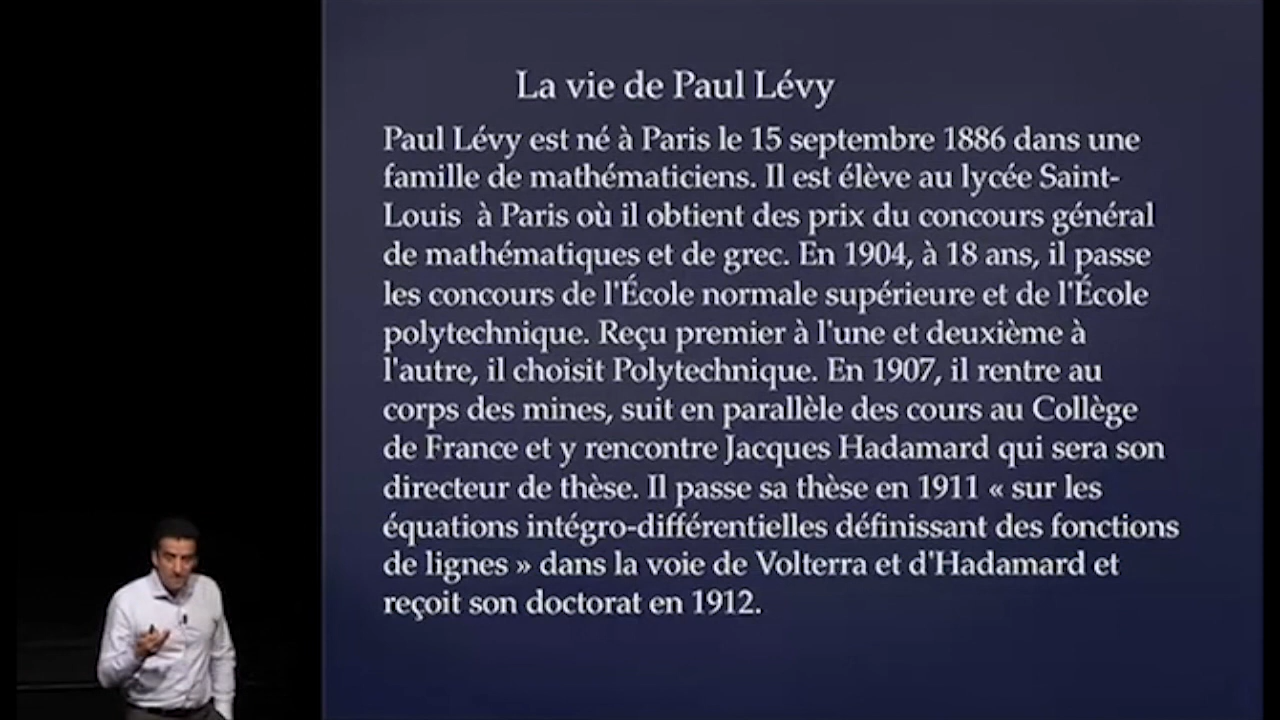 La vie de Paul Lévy
Paul Lévy est né à Paris le 15 septembre 1886 dans une
famille de mathématiciens. Il est élève au lycée Saint-
Louis à Paris où il obtient des prix du concours général
de mathématiques et de grec. En 1904, à 18 ans, il passe
les concours de l'École normale supérieure et de l'École
polytechnique. Reçu premier à l'une et deuxième à
l'autre, il choisit Polytechnique. En 1907, il rentre au
corps des mines, suit en parallèle des cours au Collège
de France et y rencontre Jacques Hadamard qui sera son
directeur de thèse. Il passe sa thèse en 1911 « sur les
équations intégro-différentielles définissant des fonctions
de lignes » dans la voie de Volterra et d'Hadamard et
reçoit son doctorat en 1912.